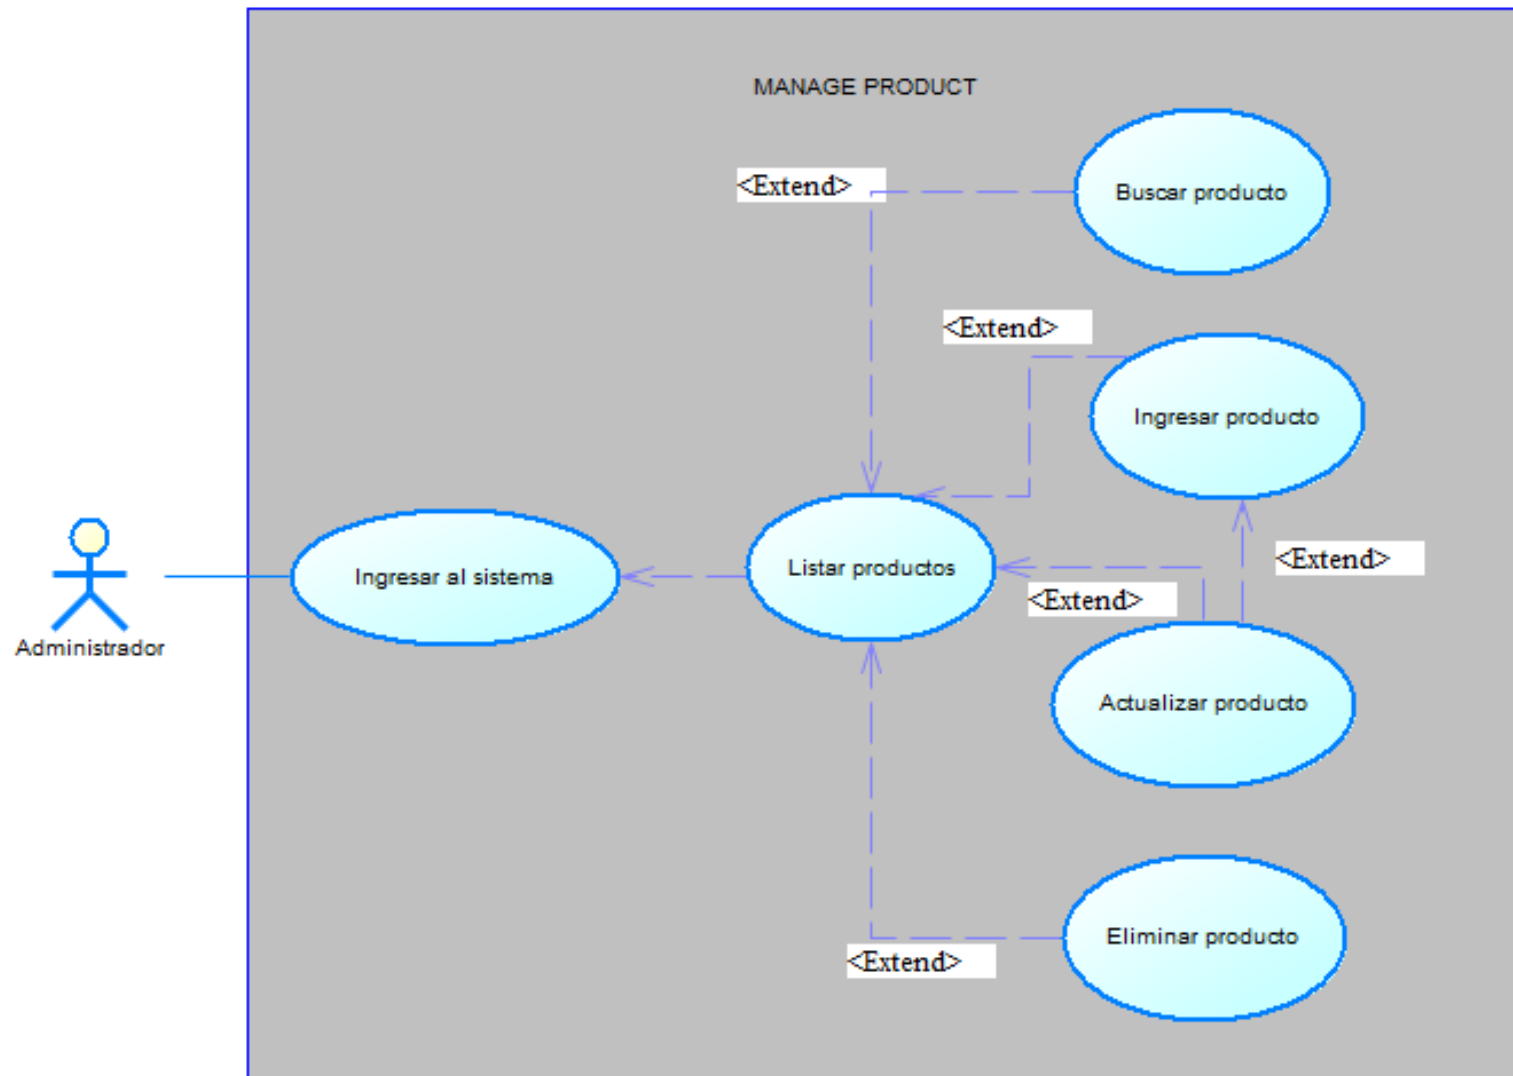 MANAGE PRODUCT
<Extend>
Buscar producto
<Extend>
Ingresar producto
<Extend>
Listar productos
Ingresar al sistema
<Extend>
Administrador
Actualizar producto
Eliminar producto
<Extend>